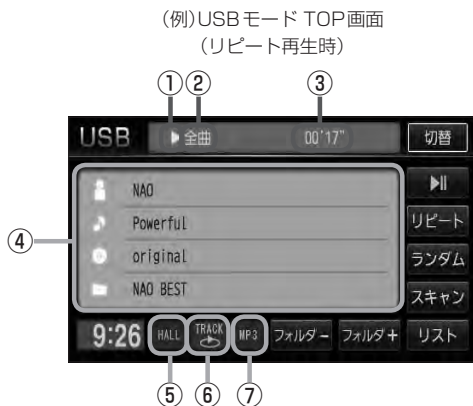 (例)USBモード TOP画面
(リピート再生時)
① ② ③
USB ▶全曲 00'17" 切替
NAO ▶II
④ Powerful リピート
original ランダム
NAO BEST スキャン
9:26 HALL TRACK MP3 フォルダー フォルダ+ リスト
⑤ ⑥ ⑦